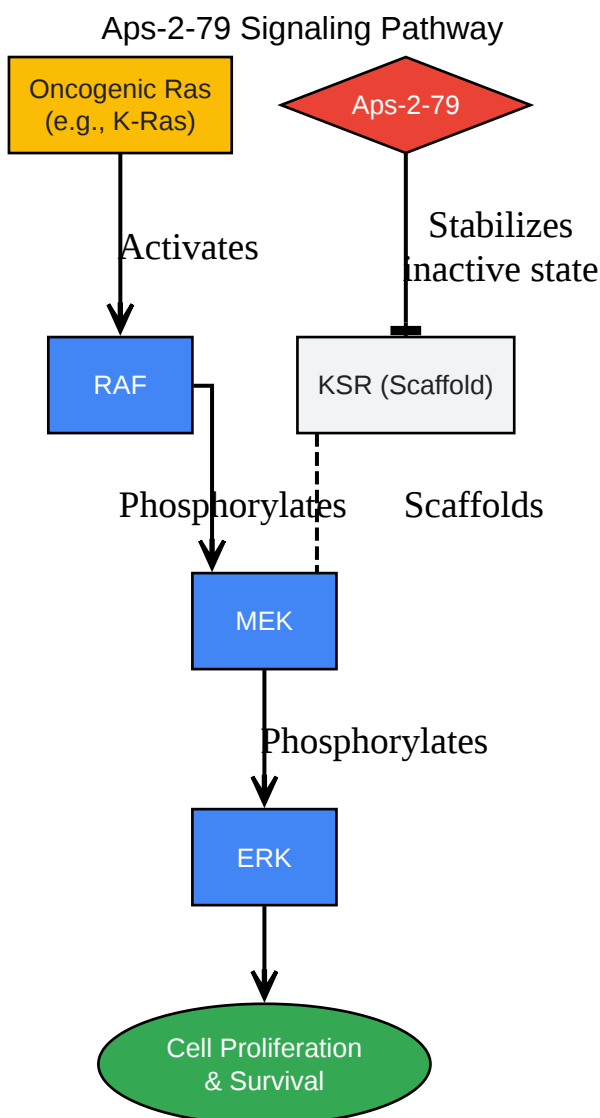 Aps-2-79 Signaling Pathway
Oncogenic Ras
(e.g., K-Ras)
Aps-2-79
Activates
Stabilizes
inactive state
RAF
KSR (Scaffold)
Phosphorylates
Scaffolds
MEK
Phosphorylates
ERK
Cell Proliferation
& Survival